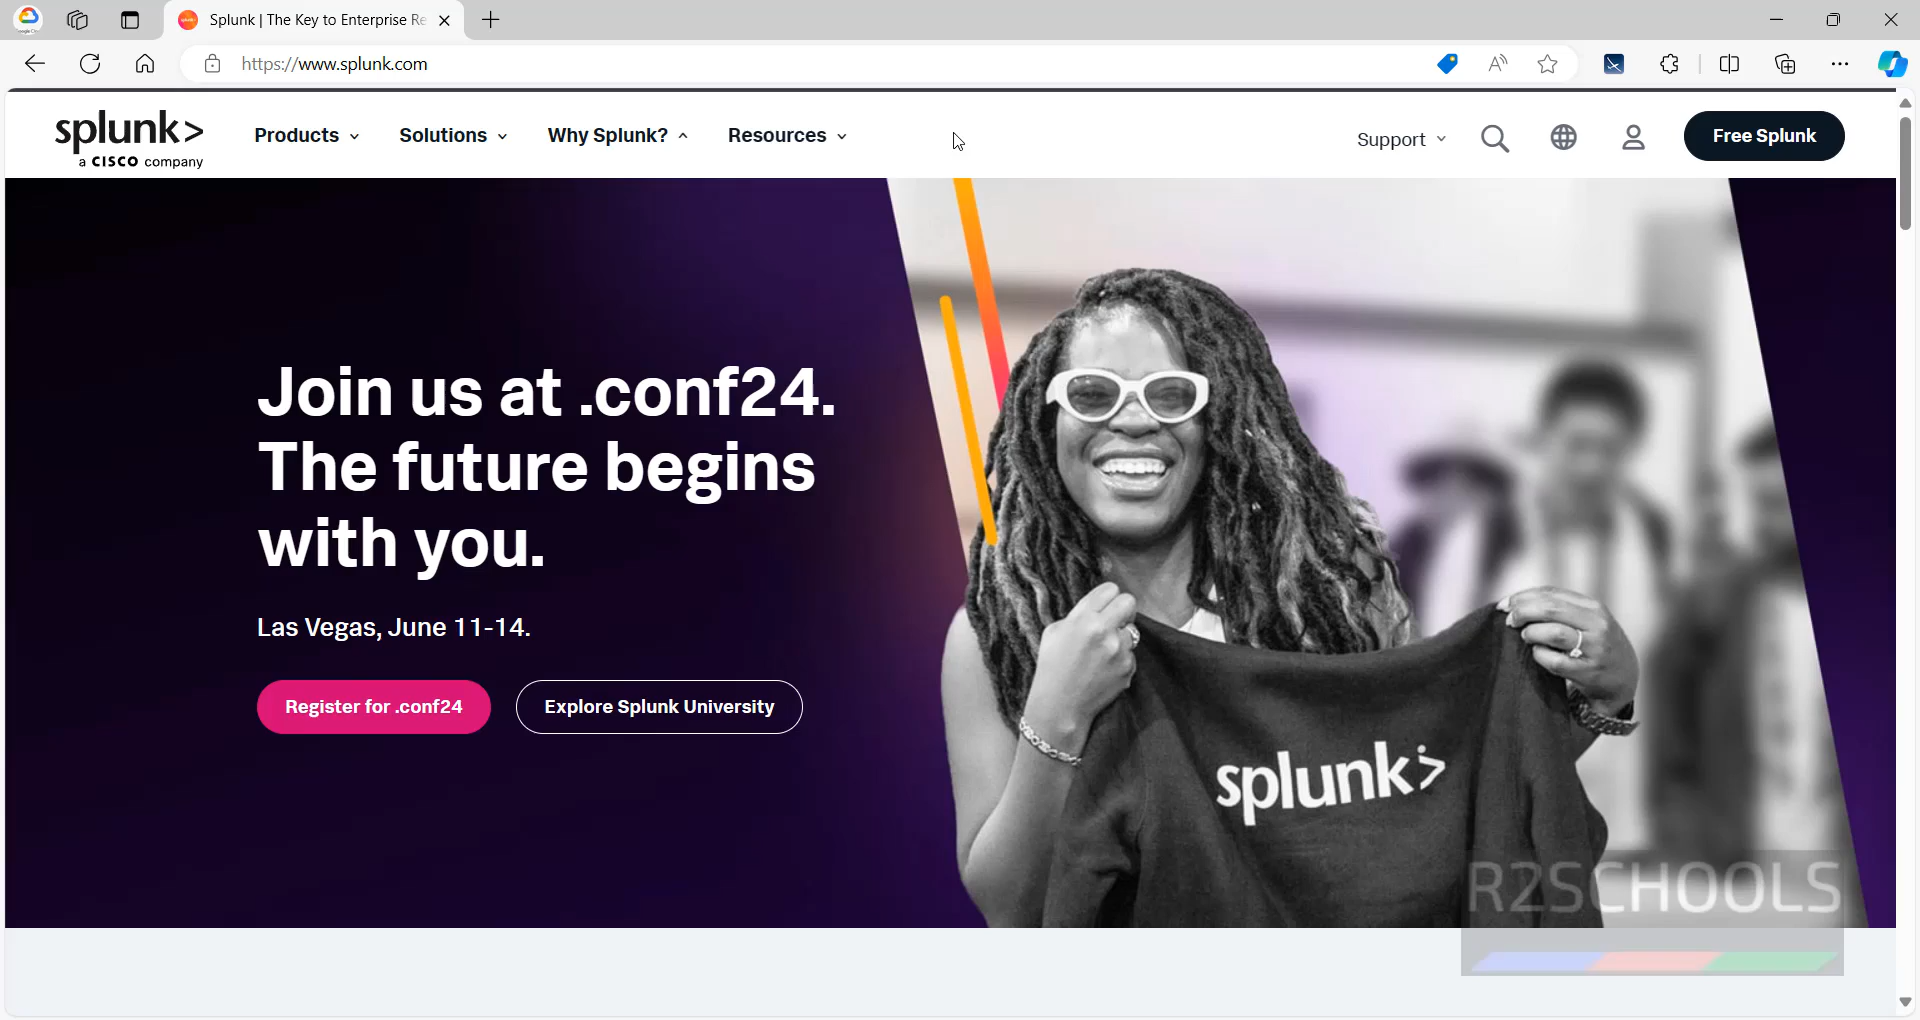 Splunk | The Key to Enterprise Re
https://www.splunk.com
splunk>
a CISCO company
Products
Solutions
Why Splunk?
Resources
Support
Free Splunk
Join us at .conf24.
The future begins
with you.
Las Vegas, June 11-14.
Register for .conf24
Explore Splunk University
splunk>
R2SCHOOLS